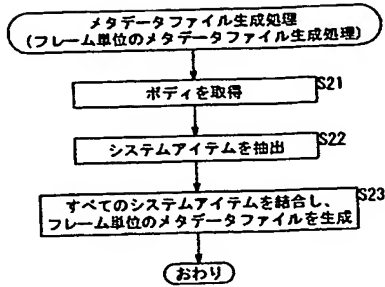 メタデータファイル生成処理
(フレーム単位のメタデータファイル生成処理)
S21
ボディを取得
S22
システムアイテムを抽出
S23
すべてのシステムアイテムを結合し、
フレーム単位のメタデータファイルを生成
おわり